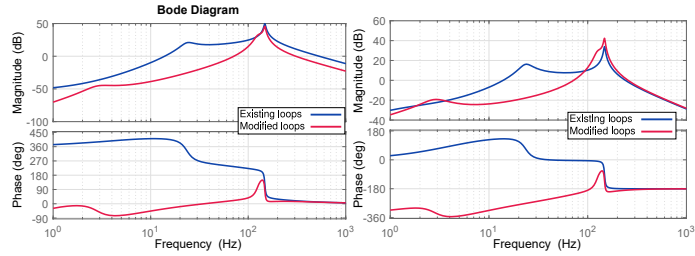 Bode Diagram
Magnitude (dB)
50
0
-50
-100
Existing loops
Modified loops
Phase (deg)
450
360
270
180
90
0
-90
10^0
10^1
10^2
10^3
Frequency (Hz)
Magnitude (dB)
60
40
20
0
-20
-40
Existing loops
Modified loops
Phase (deg)
180
0
-180
-360
10^0
10^1
10^2
10^3
Frequency (Hz)